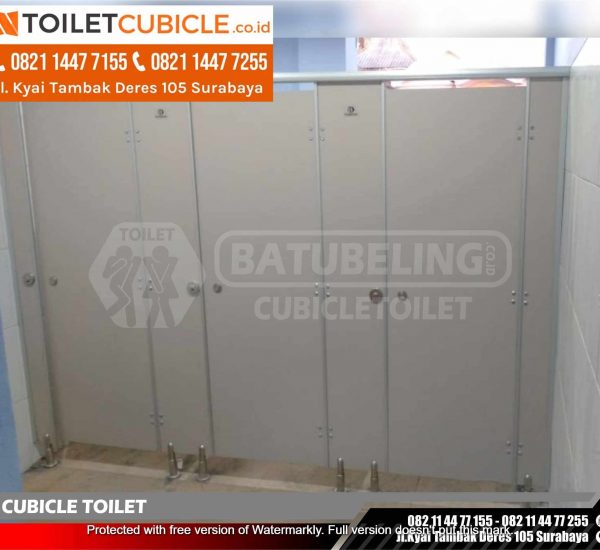 TOILETCUBICLE.co.id
0821 1447 7155 0821 1447 7255
Jl. Kyai Tambak Deres 105 Surabaya
TOILET
BATUBELING.co.id
CUBICLETOILET
CUBICLE TOILET
082 11 44 77 155 - 082 11 44 77 255
Jl.Kyai Tambak Deres 105 Surabaya
Protected with free version of Watermarkly. Full version doesn't put this mark.